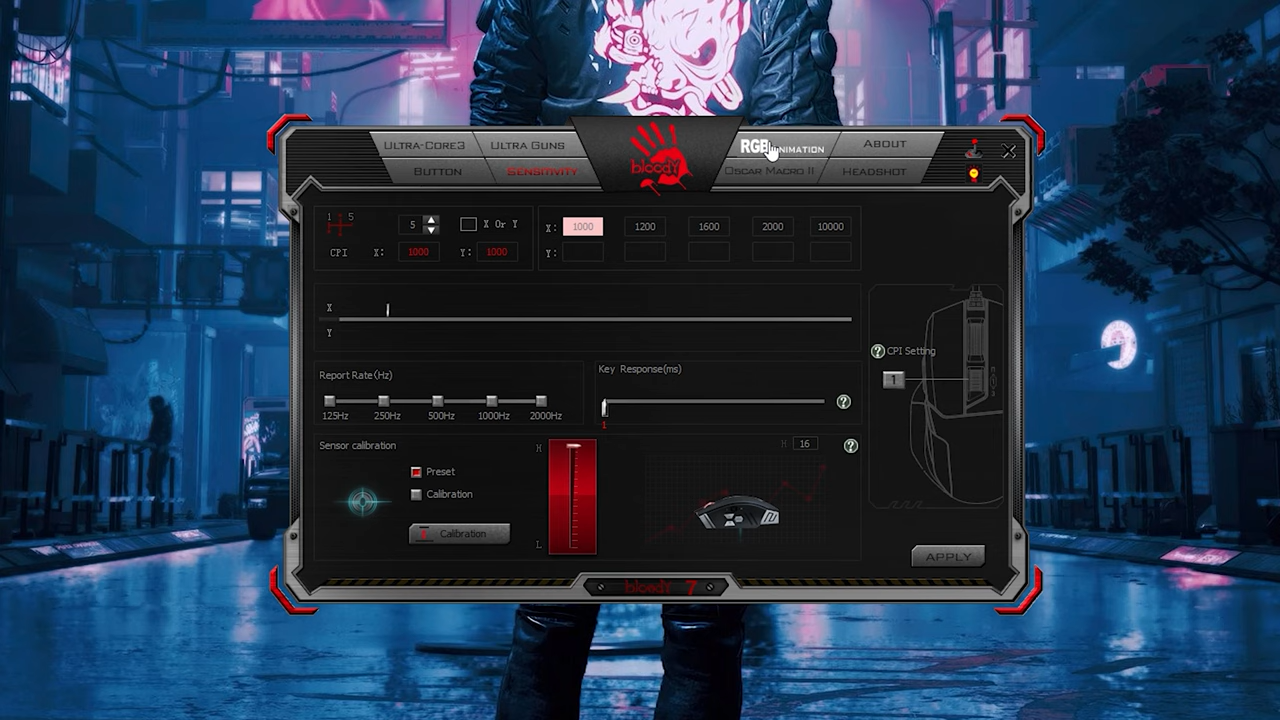 ULTRA-CORE3
ULTRA GUNS
RGB ANIMATION
ABOUT
BUTTON
SENSITIVITY
bloody
OSCAR MACRO II
HEADSHOT
1 5
5
X Or Y
CPI X: 1000 Y: 1000
X: 1000 1200 1600 2000 10000
Y:
X
Y
CPI Setting
1
Report Rate(Hz)
125Hz 250Hz 500Hz 1000Hz 2000Hz
Key Response(ms)
1
?
Sensor calibration
Preset
Calibration
Calibration
H
L
H 16
?
APPLY
bloody 7